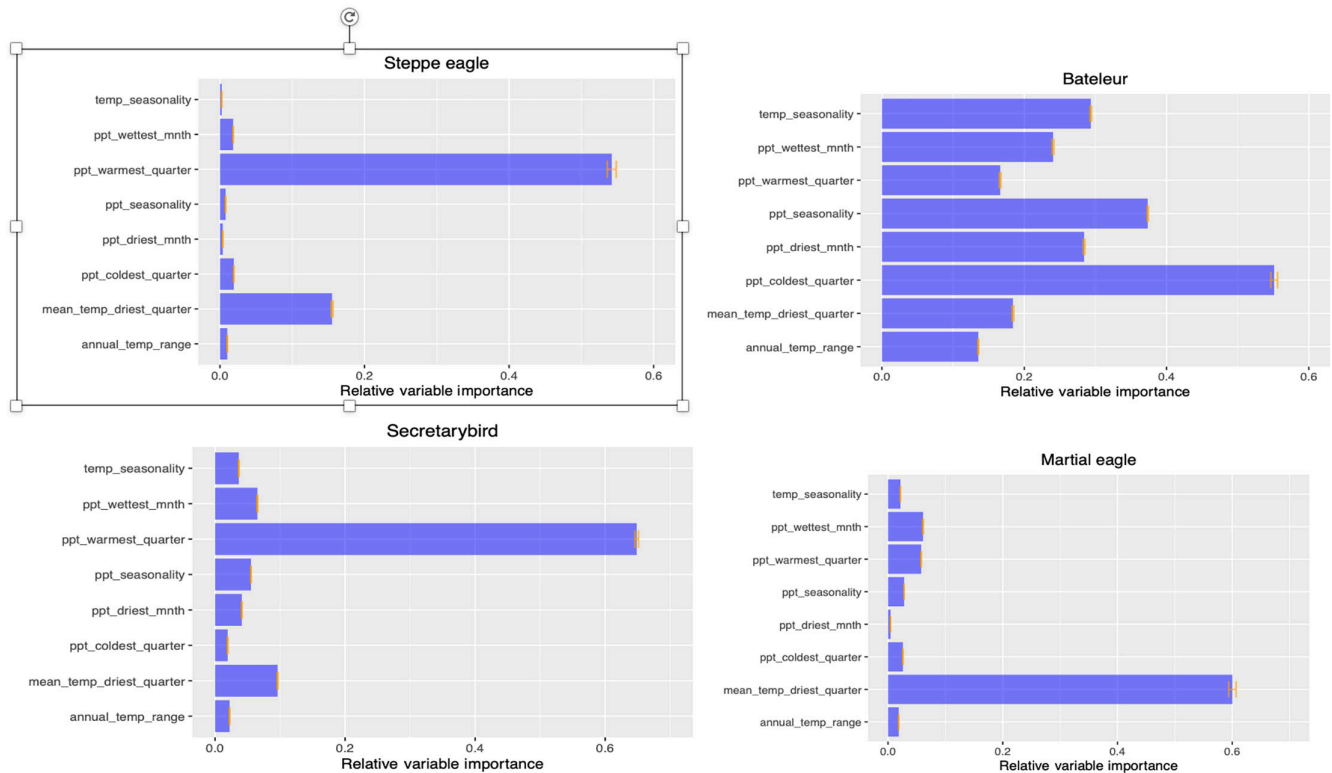 Steppe eagle
temp_seasonality
ppt_wettest_mnth
ppt_warmest_quarter
ppt_seasonality
ppt_driest_mnth
ppt_coldest_quarter
mean_temp_driest_quarter
annual_temp_range
0.0 0.2 0.4 0.6
Relative variable importance
Bateleur
temp_seasonality
ppt_wettest_mnth
ppt_warmest_quarter
ppt_seasonality
ppt_driest_mnth
ppt_coldest_quarter
mean_temp_driest_quarter
annual_temp_range
0.0 0.2 0.4 0.6
Relative variable importance
Secretarybird
temp_seasonality
ppt_wettest_mnth
ppt_warmest_quarter
ppt_seasonality
ppt_driest_mnth
ppt_coldest_quarter
mean_temp_driest_quarter
annual_temp_range
0.0 0.2 0.4 0.6
Relative variable importance
Martial eagle
temp_seasonality
ppt_wettest_mnth
ppt_warmest_quarter
ppt_seasonality
ppt_driest_mnth
ppt_coldest_quarter
mean_temp_driest_quarter
annual_temp_range
0.0 0.2 0.4 0.6
Relative variable importance